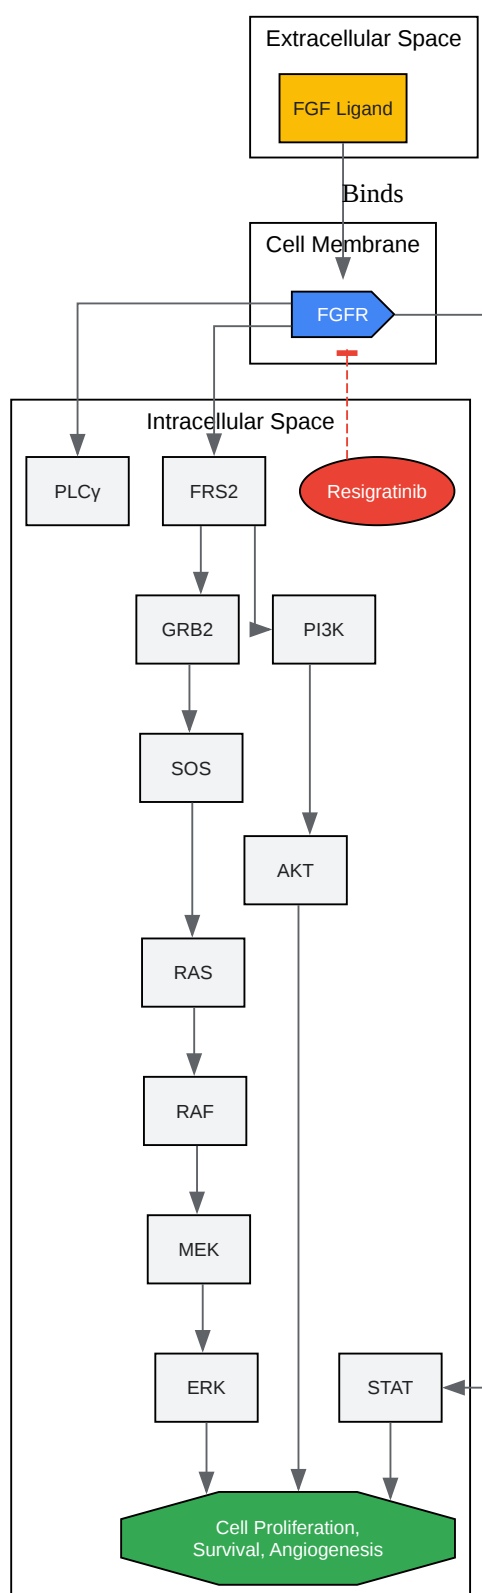 Extracellular Space
FGF Ligand
Binds
Cell Membrane
FGFR
Intracellular Space
PLCγ
FRS2
Resigratinib
GRB2
PI3K
SOS
AKT
RAS
RAF
MEK
ERK
STAT
Cell Proliferation,
Survival, Angiogenesis